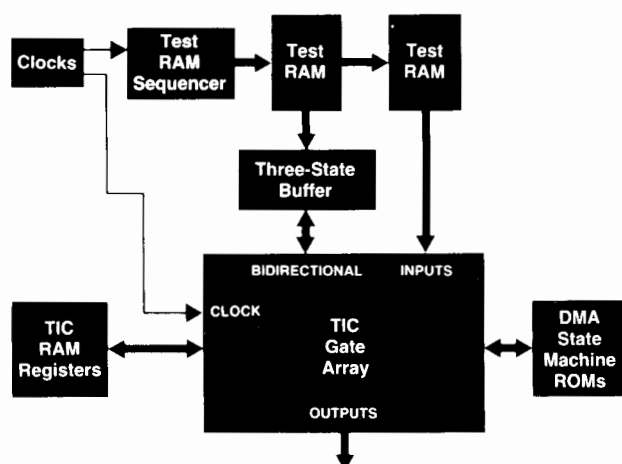 Clocks
Test
RAM
Sequencer
Test
RAM
Test
RAM
Three-State
Buffer
BIDIRECTIONAL
INPUTS
CLOCK
TIC
Gate
Array
OUTPUTS
TIC
RAM
Registers
DMA
State
Machine
ROMs